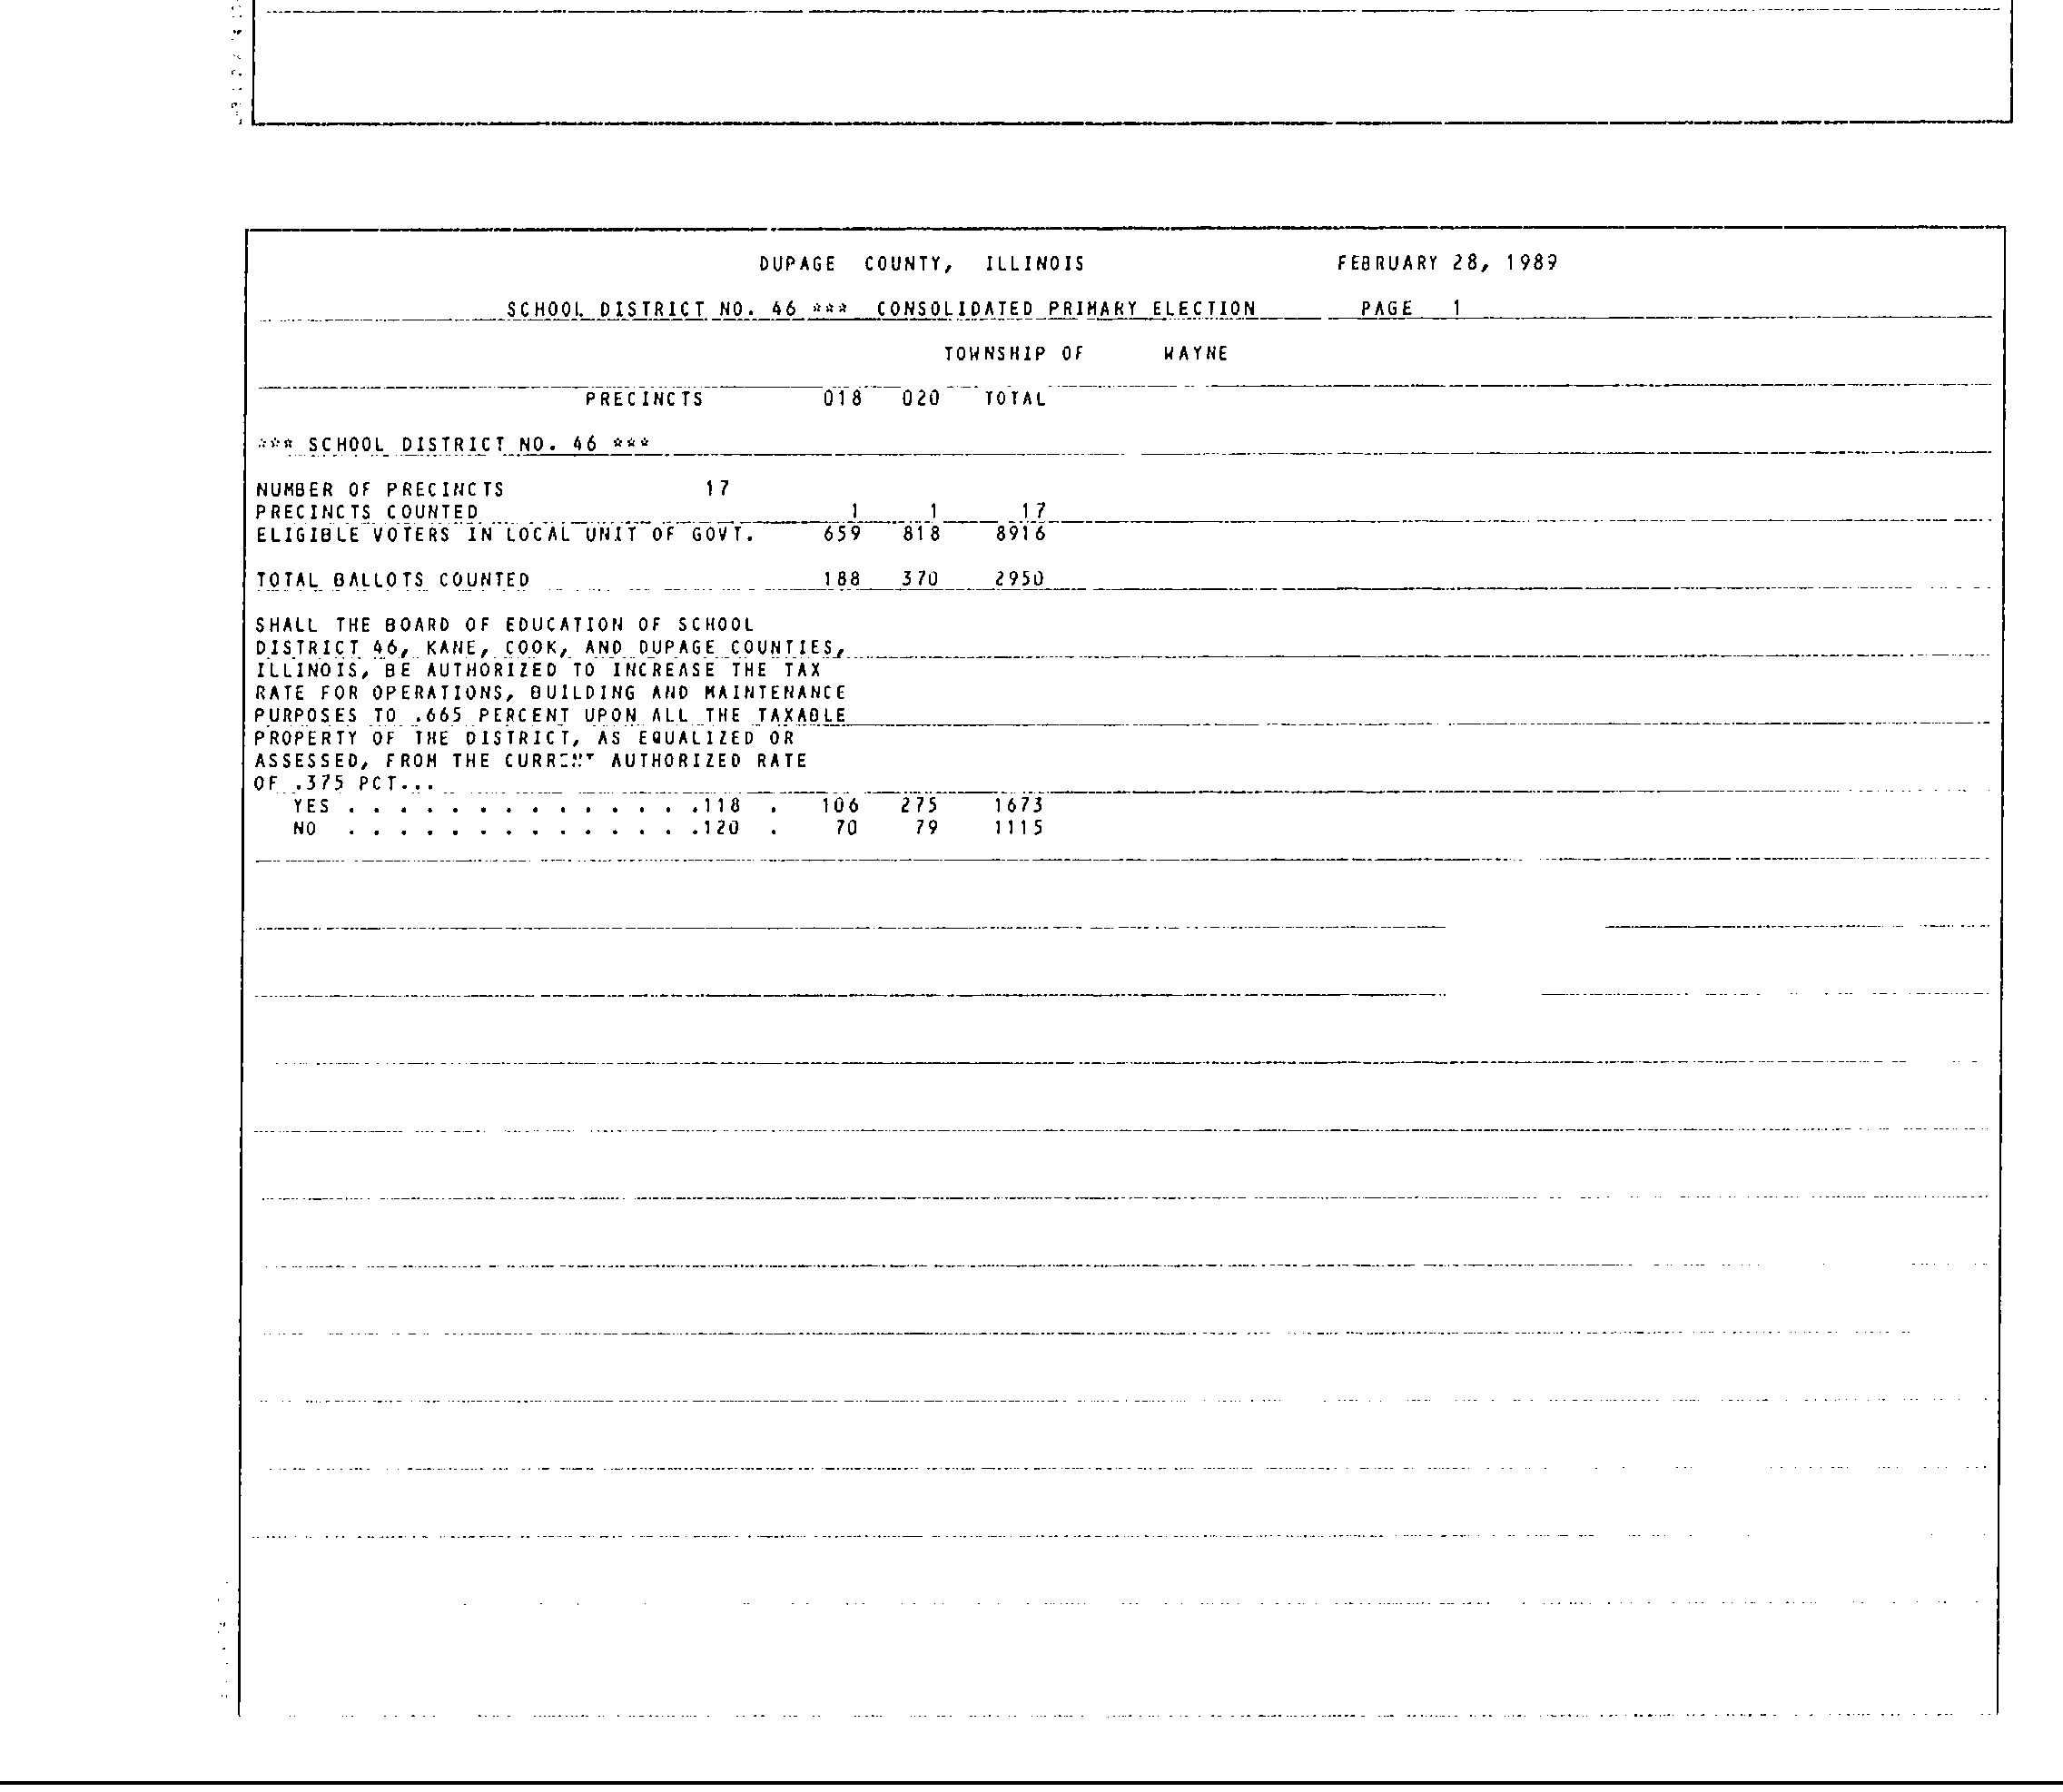 DUPAGE COUNTY, ILLINOIS FEBRUARY 28, 1989
SCHOOL DISTRICT NO. 46 *** CONSOLIDATED PRIMARY ELECTION PAGE 1
TOWNSHIP OF WAYNE
PRECINCTS 018 020 TOTAL
*** SCHOOL DISTRICT NO. 46 ***
NUMBER OF PRECINCTS 17
PRECINCTS COUNTED 1 1 17
ELIGIBLE VOTERS IN LOCAL UNIT OF GOVT. 659 818 8916
TOTAL BALLOTS COUNTED 188 370 2950
SHALL THE BOARD OF EDUCATION OF SCHOOL
DISTRICT 46, KANE, COOK, AND DUPAGE COUNTIES,
ILLINOIS, BE AUTHORIZED TO INCREASE THE TAX
RATE FOR OPERATIONS, BUILDING AND MAINTENANCE
PURPOSES TO .665 PERCENT UPON ALL THE TAXABLE
PROPERTY OF THE DISTRICT, AS EQUALIZED OR
ASSESSED, FROM THE CURRENT AUTHORIZED RATE
OF .375 PCT...
YES . . . . . . . . . . . . . .118 . 106 275 1673
NO . . . . . . . . . . . . . .120 . 70 79 1115